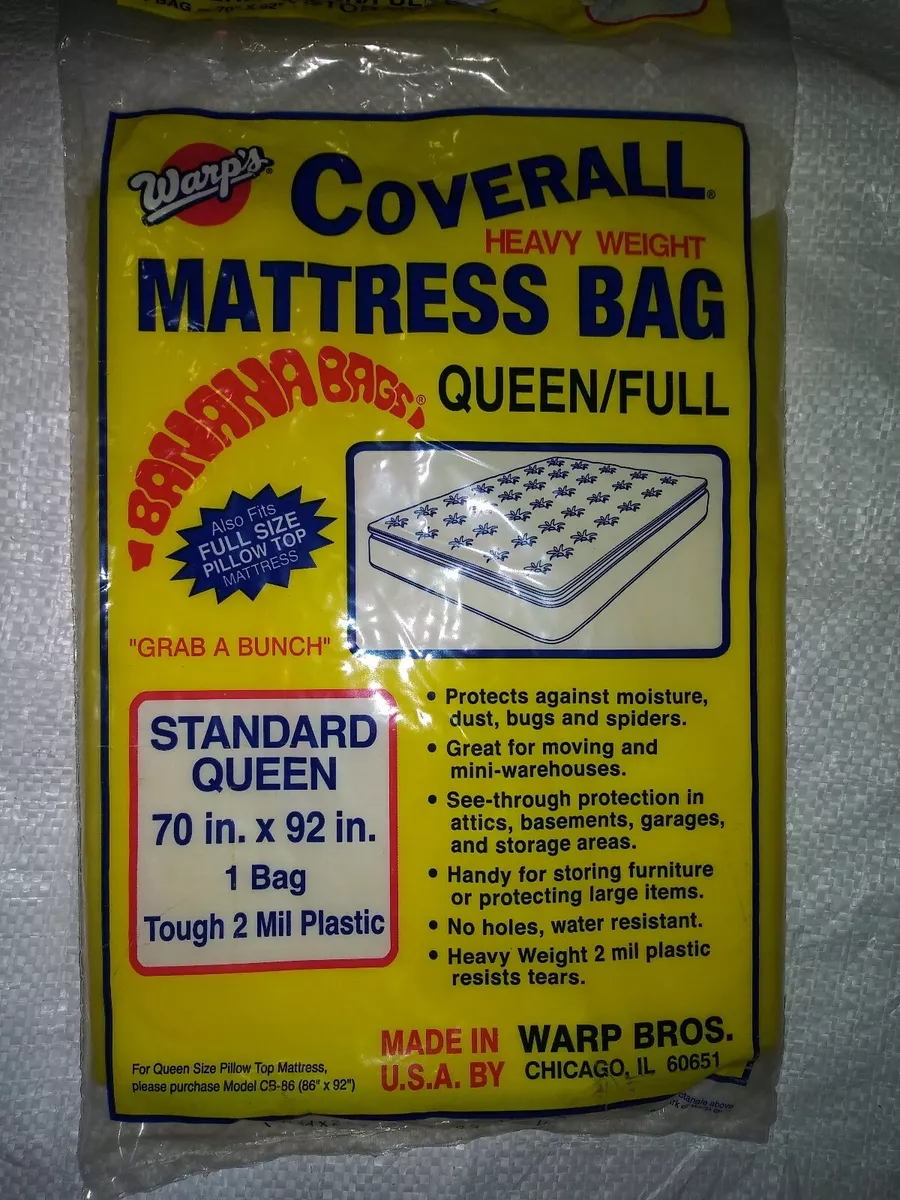 BAG - 70" X 92"
Warp's®
COVERALL®
HEAVY WEIGHT
MATTRESS BAG
BANANA BAGS®
QUEEN/FULL
Also Fits
FULL SIZE
PILLOW TOP
MATTRESS
"GRAB A BUNCH"
STANDARD
QUEEN
70 in. x 92 in.
1 Bag
Tough 2 Mil Plastic
• Protects against moisture,
dust, bugs and spiders.
• Great for moving and
mini-warehouses.
• See-through protection in
attics, basements, garages,
and storage areas.
• Handy for storing furniture
or protecting large items.
• No holes, water resistant.
• Heavy Weight 2 mil plastic
resists tears.
For Queen Size Pillow Top Mattress,
please purchase Model CB-86 (86" x 92")
MADE IN
U.S.A. BY
WARP BROS.
CHICAGO, IL 60651
above